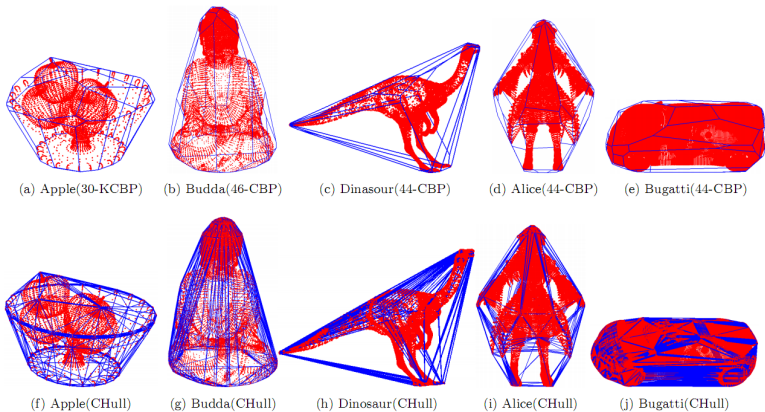 (a) Apple(30-KCBP) (b) Budda(46-CBP) (c) Dinasour(44-CBP) (d) Alice(44-CBP) (e) Bugatti(44-CBP)
(f) Apple(CHull) (g) Budda(CHull) (h) Dinosaur(CHull) (i) Alice(CHull) (j) Bugatti(CHull)